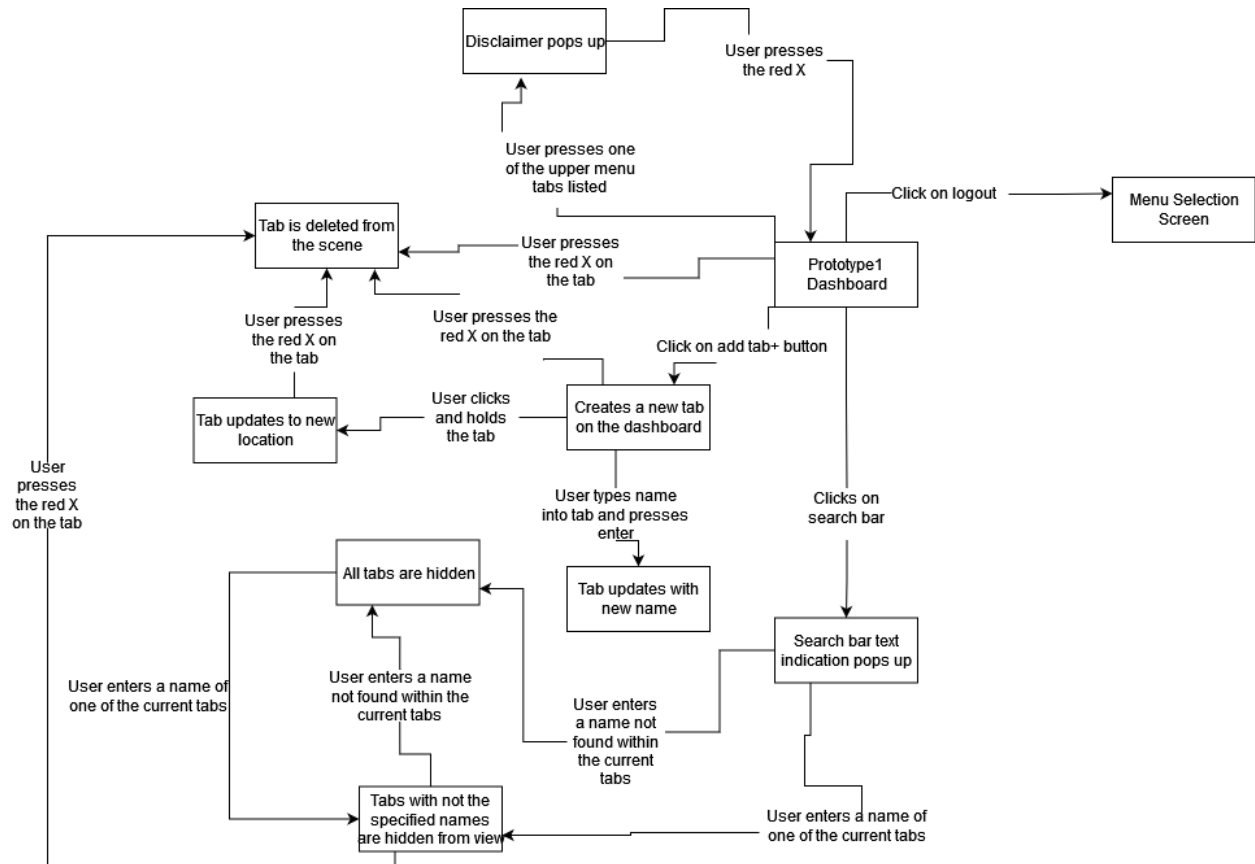 Disclaimer pops up
User presses
the red X
User presses one
of the upper menu
tabs listed
Click on logout
Menu Selection
Screen
Tab is deleted from
the scene
User presses
the red X on
the tab
Prototype1
Dashboard
User presses
the red X on
the tab
User presses the
red X on the tab
Click on add tab+ button
Tab updates to new
location
User clicks
and holds
the tab
Creates a new tab
on the dashboard
User
presses
the red X
on the tab
User types name
into tab and presses
enter
Clicks on
search bar
All tabs are hidden
Tab updates with
new name
Search bar text
indication pops up
User enters a name of
one of the current tabs
User enters a name
not found within the
current tabs
User enters
a name not
found within
the current
tabs
Tabs with not the
specified names
are hidden from view
User enters a name of
one of the current tabs